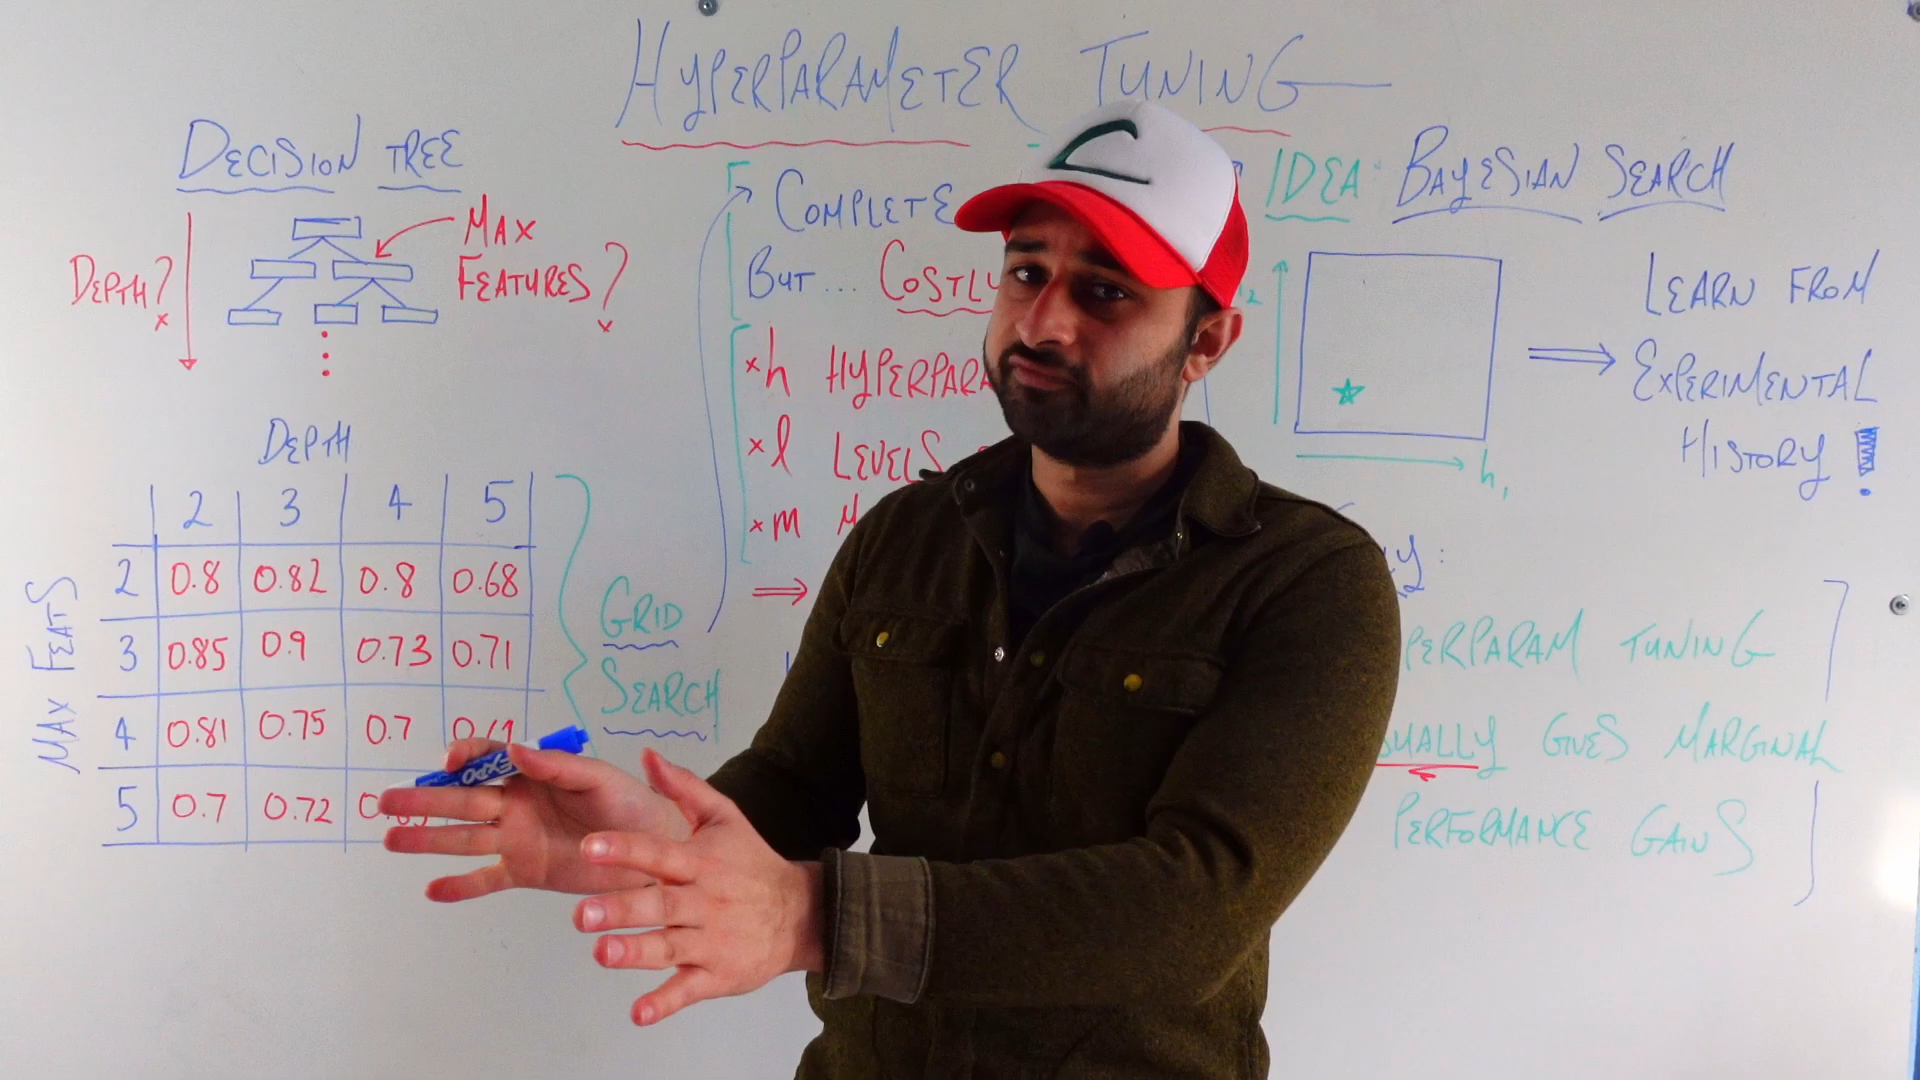 HYPERPARAMETER TUNING
DECISION TREE
DEPTH?
MAX
FEATURES?
DEPTH
2 3 4 5
MAX FEATS
2 0.8 0.82 0.8 0.68
3 0.85 0.9 0.73 0.71
4 0.81 0.75 0.7
5 0.7 0.72
GRID
SEARCH
COMPLETE
BUT... COSTLY
×h HYPERPARA
×l LEVELS
×m
⇒
EXPO
IDEA: BAYESIAN SEARCH
h₁
⇒
LEARN FROM
EXPERIMENTAL
HISTORY!
PERPARAM TUNING
UALLY GIVES MARGINAL
PERFORMANCE GAINS